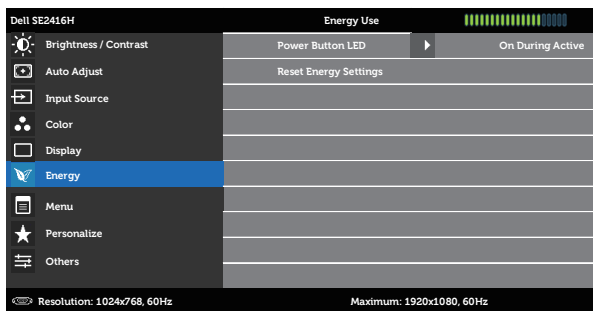 Dell SE2416H Energy Use
Brightness / Contrast Power Button LED On During Active
Auto Adjust Reset Energy Settings
Input Source
Color
Display
Energy
Menu
Personalize
Others
Resolution: 1024x768, 60Hz Maximum: 1920x1080, 60Hz